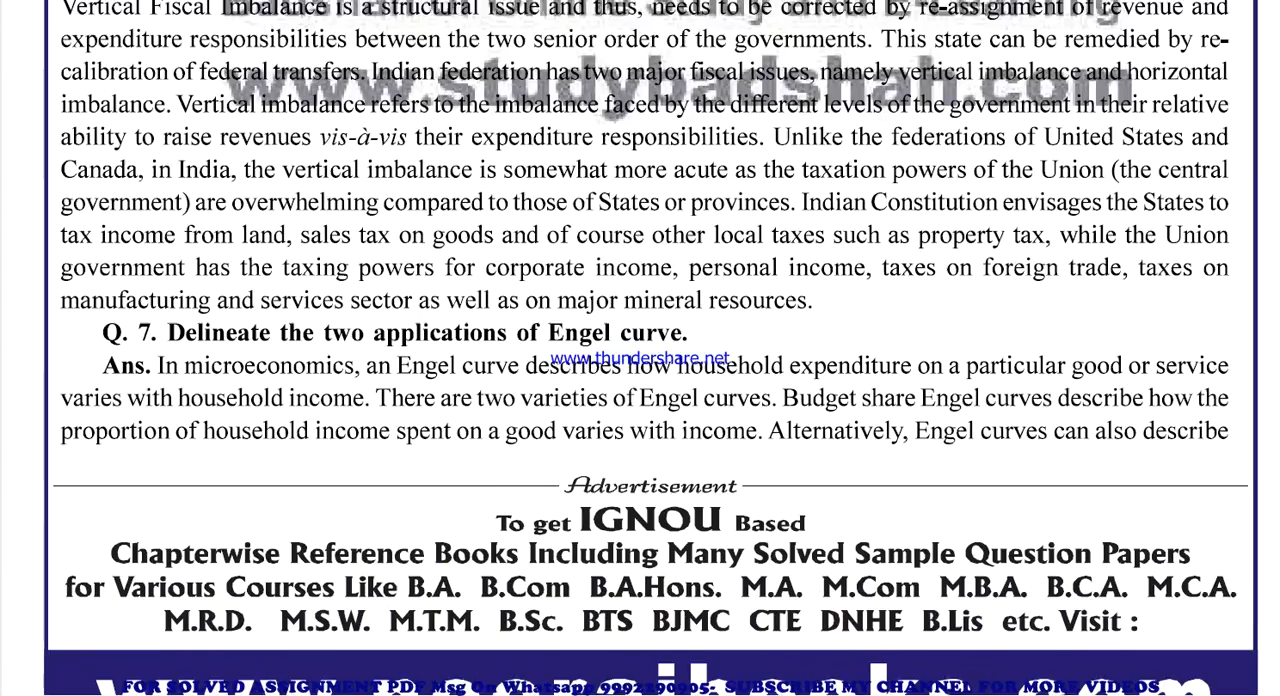 Vertical Fiscal Imbalance is a structural issue and thus, needs to be corrected by re-assignment of revenue and
expenditure responsibilities between the two senior order of the governments. This state can be remedied by re-
calibration of federal transfers. Indian federation has two major fiscal issues, namely vertical imbalance and horizontal
www.studybadshah.com
imbalance. Vertical imbalance refers to the imbalance faced by the different levels of the government in their relative
ability to raise revenues vis-à-vis their expenditure responsibilities. Unlike the federations of United States and
Canada, in India, the vertical imbalance is somewhat more acute as the taxation powers of the Union (the central
government) are overwhelming compared to those of States or provinces. Indian Constitution envisages the States to
tax income from land, sales tax on goods and of course other local taxes such as property tax, while the Union
government has the taxing powers for corporate income, personal income, taxes on foreign trade, taxes on
manufacturing and services sector as well as on major mineral resources.
Q. 7. Delineate the two applications of Engel curve.
www.thundershare.net
Ans. In microeconomics, an Engel curve describes how household expenditure on a particular good or service
varies with household income. There are two varieties of Engel curves. Budget share Engel curves describe how the
proportion of household income spent on a good varies with income. Alternatively, Engel curves can also describe
Advertisement
To get IGNOU Based
Chapterwise Reference Books Including Many Solved Sample Question Papers
for Various Courses Like B.A. B.Com B.A.Hons. M.A. M.Com M.B.A. B.C.A. M.C.A.
M.R.D. M.S.W. M.T.M. B.Sc. BTS BJMC CTE DNHE B.Lis etc. Visit :
FOR SOLVED ASSIGNMENT PDF Msg On Whatsapp 9992190905- SUBSCRIBE MY CHANNEL FOR MORE VIDEOS